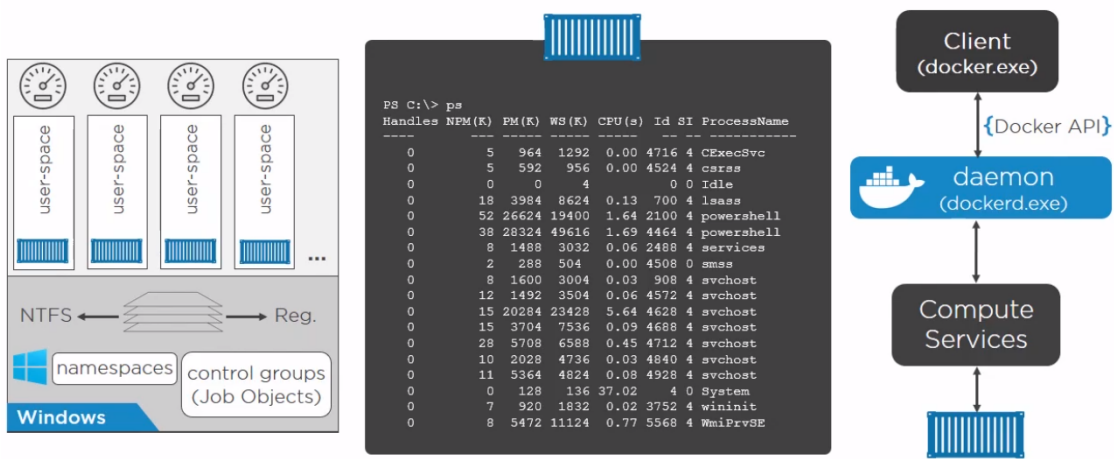 user-space
user-space
user-space
user-space
...
NTFS
Reg.
namespaces
control groups
(Job Objects)
Windows
PS C:\> ps
Handles NPM(K) PM(K) WS(K) CPU(s) Id SI ProcessName
---- --- ----- ----- ----- -- -- -----------
0 5 964 1292 0.00 4716 4 CExecSvc
0 5 592 956 0.00 4524 4 csrss
0 0 0 4 0 0 Idle
0 18 3984 8624 0.13 700 4 lsass
0 52 26624 19400 1.64 2100 4 powershell
0 38 28324 49616 1.69 4464 4 powershell
0 8 1488 3032 0.06 2488 4 services
0 2 288 504 0.00 4508 0 smss
0 8 1600 3004 0.03 908 4 svchost
0 12 1492 3504 0.06 4572 4 svchost
0 15 20284 23428 5.64 4628 4 svchost
0 15 3704 7536 0.09 4688 4 svchost
0 28 5708 6588 0.45 4712 4 svchost
0 10 2028 4736 0.03 4840 4 svchost
0 11 5364 4824 0.08 4928 4 svchost
0 0 128 136 37.02 4 0 System
0 7 920 1832 0.02 3752 4 wininit
0 8 5472 11124 0.77 5568 4 WmiPrvSE
Client
(docker.exe)
{Docker API}
daemon
(dockerd.exe)
Compute
Services